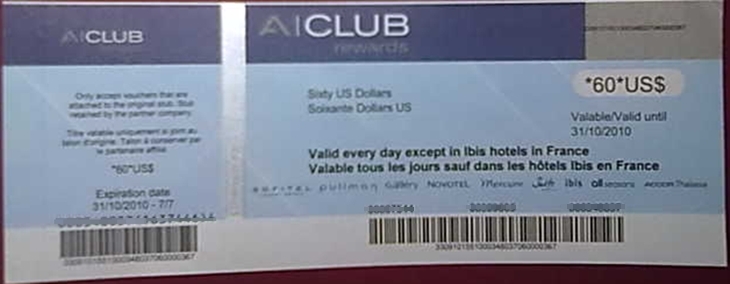 A|CLUB
Only accept vouchers that are
attached to the original stub. Stub
retained by the partner company.
Titre valable uniquement si joint au
talon d'origine. Talon à conserver par
le partenaire affilié.
*60*US$
Expiration date
31/10/2010 - 7/7
A|CLUB
rewards
*60*US$
Sixty US Dollars
Soixante Dollars US
Valable/Valid until
31/10/2010
Valid every day except in Ibis hotels in France
Valable tous les jours sauf dans les hôtels Ibis en France
SOFITEL pullman Gallery NOVOTEL Mercure Suite ibis all seasons ACCOR Thalassa